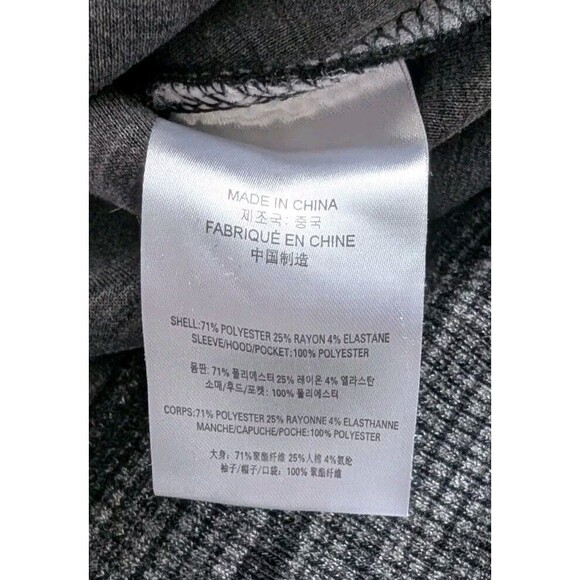 MADE IN CHINA
제조국: 중국
FABRIQUÉ EN CHINE
中国制造
SHELL:71% POLYESTER 25% RAYON 4% ELASTANE
SLEEVE/HOOD/POCKET:100% POLYESTER
몸판: 71% 폴리에스터 25% 레이온 4% 엘라스탄
소매/후드/포켓: 100% 폴리에스터
CORPS:71% POLYESTER 25% RAYONNE 4% ELASTHANNE
MANCHE/CAPUCHE/POCHE:100% POLYESTER
大身: 71% 聚酯纤维 25%人棉 4%氨纶
袖子/帽子/口袋: 100% 聚酯纤维